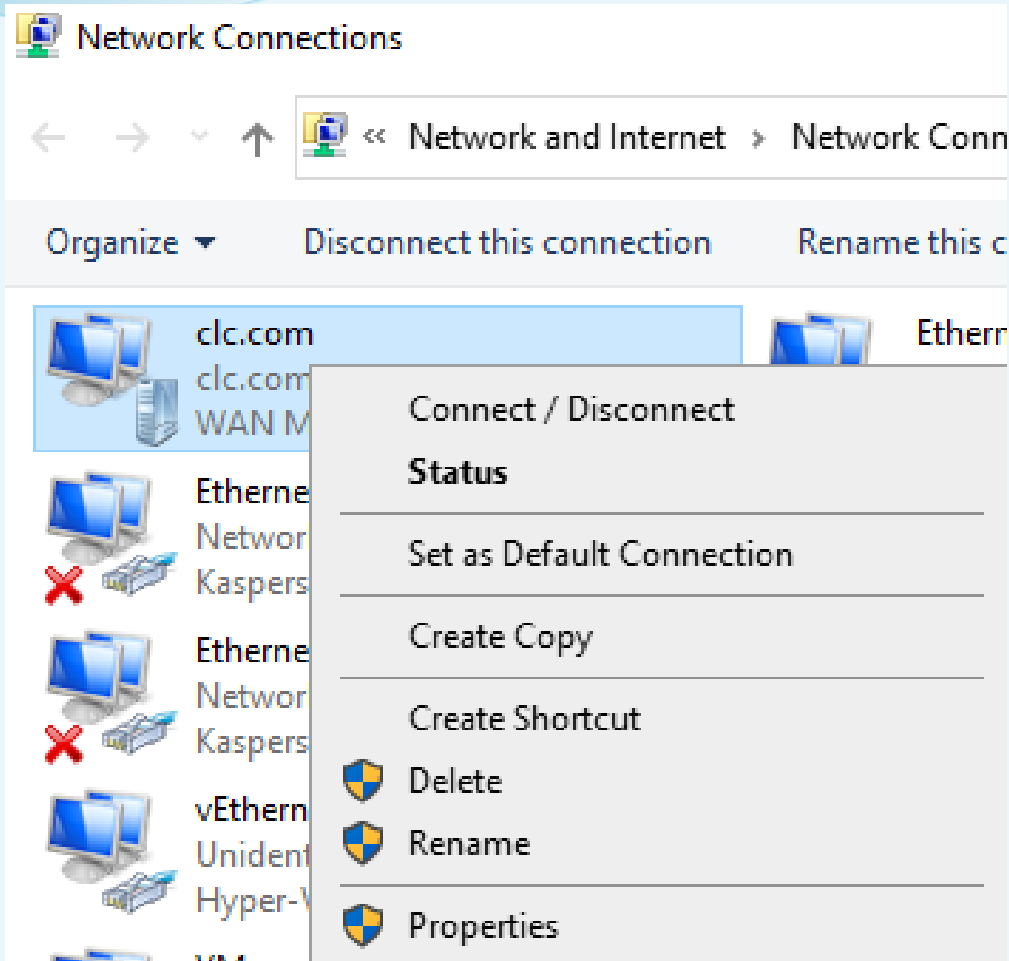 Network Connections
« Network and Internet > Network Conn
Organize Disconnect this connection Rename this c
clc.com
clc.com
WAN M
Ethern
Connect / Disconnect
Status
Set as Default Connection
Create Copy
Create Shortcut
Delete
Rename
Properties
Etherne
Networ
Kaspers
Etherne
Networ
Kaspers
vEthern
Unident
Hyper-V